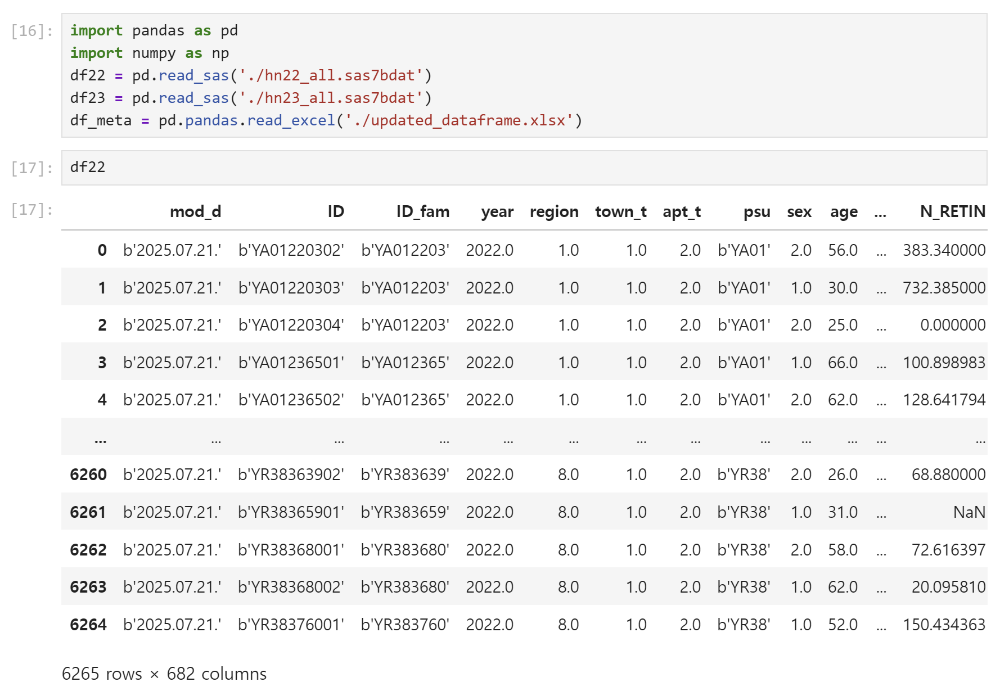 [16]: import pandas as pd
import numpy as np
df22 = pd.read_sas('./hn22_all.sas7bdat')
df23 = pd.read_sas('./hn23_all.sas7bdat')
df_meta = pd.pandas.read_excel('./updated_dataframe.xlsx')
[17]: df22
[17]: mod_d ID ID_fam year region town_t apt_t psu sex age ... N_RETIN
0 b'2025.07.21.' b'YA01220302' b'YA012203' 2022.0 1.0 1.0 2.0 b'YA01' 2.0 56.0 ... 383.340000
1 b'2025.07.21.' b'YA01220303' b'YA012203' 2022.0 1.0 1.0 2.0 b'YA01' 1.0 30.0 ... 732.385000
2 b'2025.07.21.' b'YA01220304' b'YA012203' 2022.0 1.0 1.0 2.0 b'YA01' 2.0 25.0 ... 0.000000
3 b'2025.07.21.' b'YA01236501' b'YA012365' 2022.0 1.0 1.0 2.0 b'YA01' 1.0 66.0 ... 100.898983
4 b'2025.07.21.' b'YA01236502' b'YA012365' 2022.0 1.0 1.0 2.0 b'YA01' 2.0 62.0 ... 128.641794
... ... ... ... ... ... ... ... ... ... ... ... ...
6260 b'2025.07.21.' b'YR38363902' b'YR383639' 2022.0 8.0 1.0 2.0 b'YR38' 2.0 26.0 ... 68.880000
6261 b'2025.07.21.' b'YR38365901' b'YR383659' 2022.0 8.0 1.0 2.0 b'YR38' 1.0 31.0 ... NaN
6262 b'2025.07.21.' b'YR38368001' b'YR383680' 2022.0 8.0 1.0 2.0 b'YR38' 2.0 58.0 ... 72.616397
6263 b'2025.07.21.' b'YR38368002' b'YR383680' 2022.0 8.0 1.0 2.0 b'YR38' 1.0 62.0 ... 20.095810
6264 b'2025.07.21.' b'YR38376001' b'YR383760' 2022.0 8.0 1.0 2.0 b'YR38' 1.0 52.0 ... 150.434363
6265 rows × 682 columns